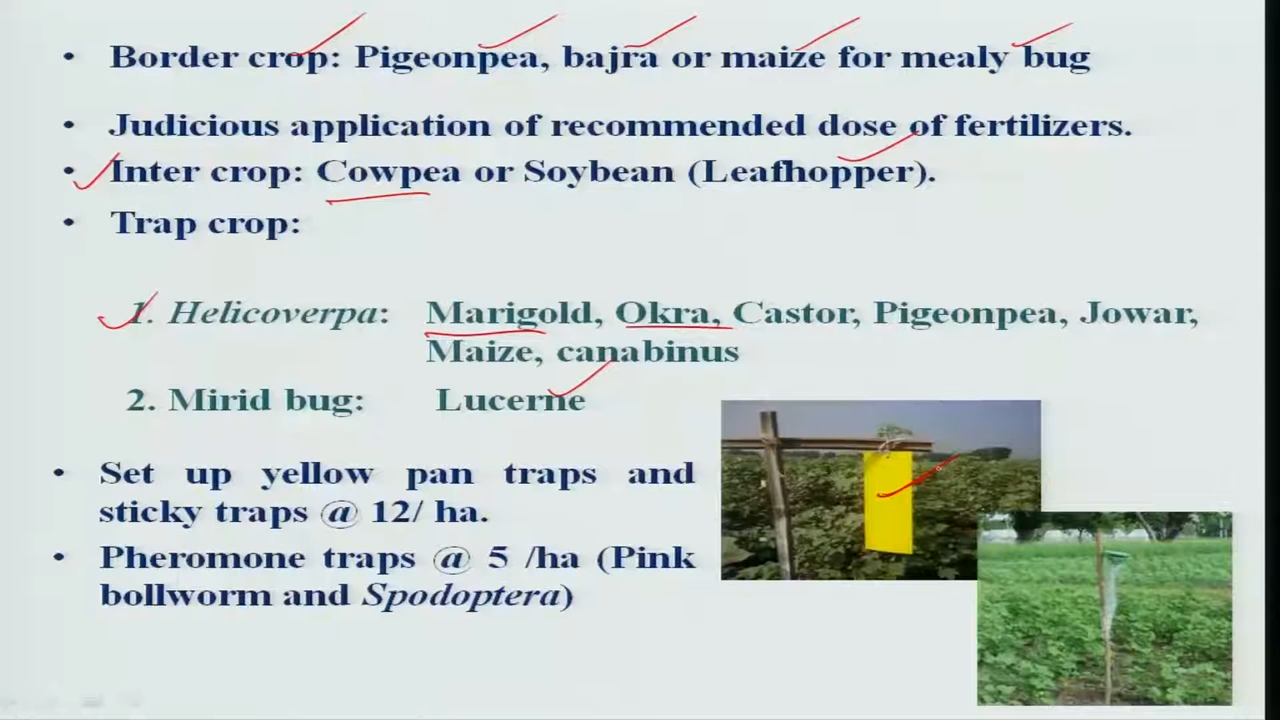 • Border crop: Pigeonpea, bajra or maize for mealy bug
• Judicious application of recommended dose of fertilizers.
• Inter crop: Cowpea or Soybean (Leafhopper).
• Trap crop:
1. Helicoverpa: Marigold, Okra, Castor, Pigeonpea, Jowar,
Maize, canabinus
2. Mirid bug: Lucerne
• Set up yellow pan traps and
sticky traps @ 12/ ha.
• Pheromone traps @ 5 /ha (Pink
bollworm and Spodoptera)